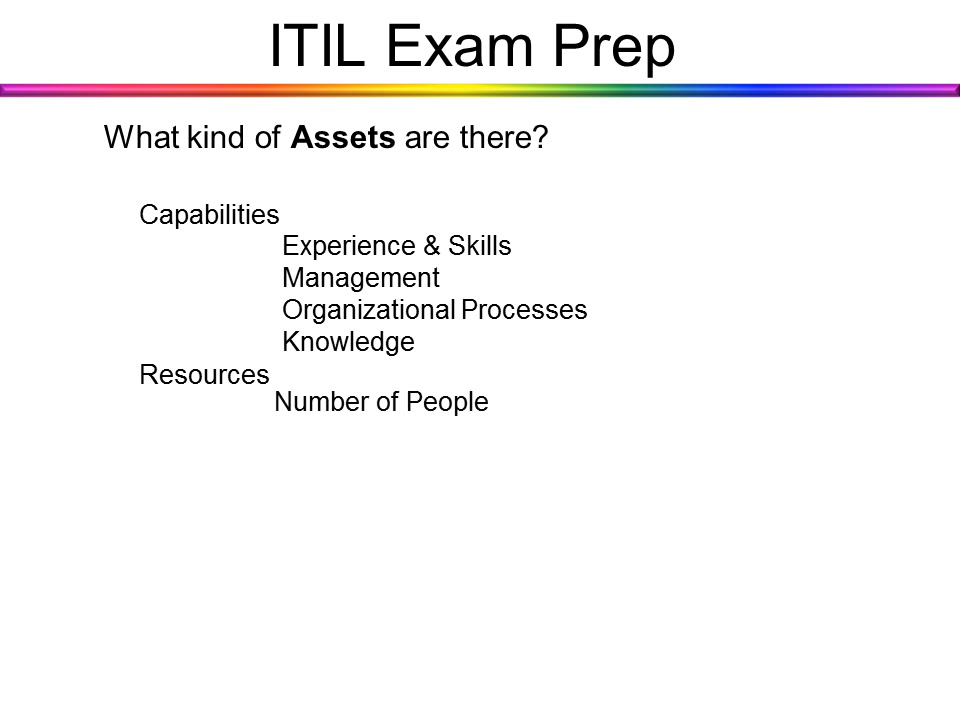 ITIL Exam Prep
What kind of Assets are there?
Capabilities
Experience & Skills
Management
Organizational Processes
Knowledge
Resources
Number of People